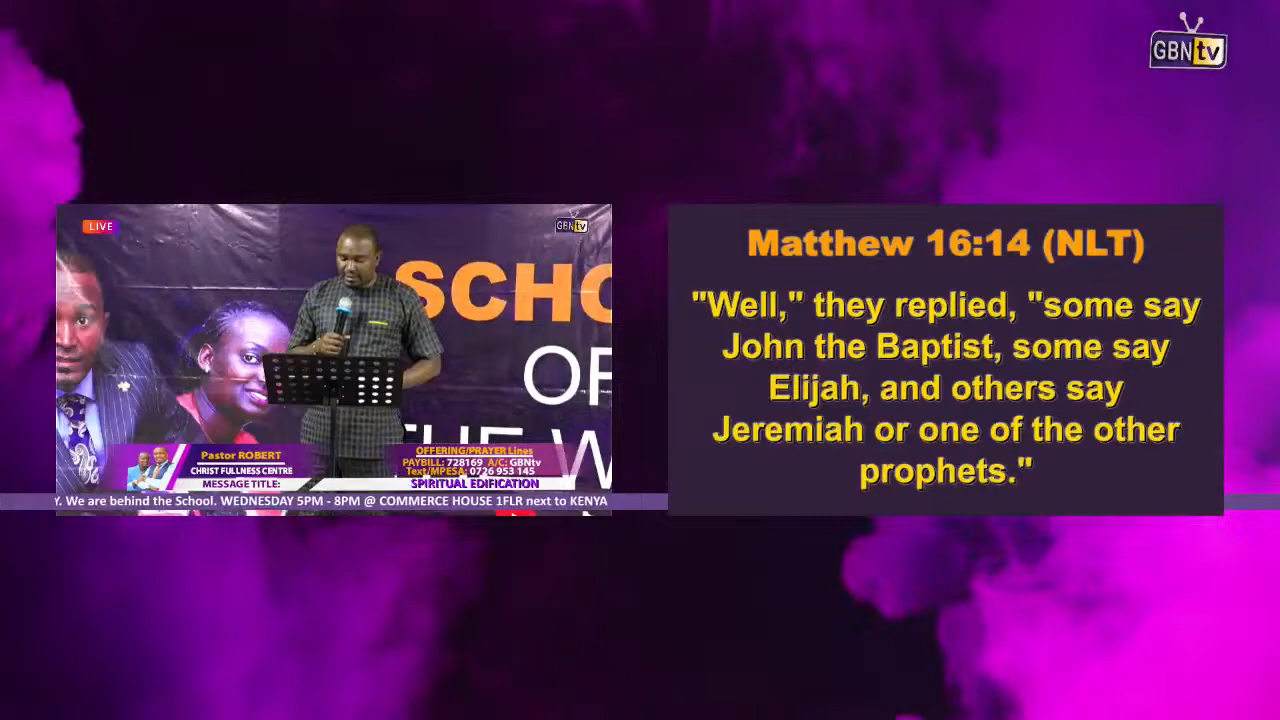 GBNtv
LIVE
GBNtv
SCHO
OF
THE W
Pastor ROBERT
CHRIST FULLNESS CENTRE
MESSAGE TITLE:
OFFERING/PRAYER Lines
PAYBILL: 728169 A/C: GBNtv
Text/MPESA: 0726 953 145
SPIRITUAL EDIFICATION
Y. We are behind the School. WEDNESDAY 5PM - 8PM @ COMMERCE HOUSE 1FLR next to KENYA
Matthew 16:14 (NLT)
"Well," they replied, "some say
John the Baptist, some say
Elijah, and others say
Jeremiah or one of the other
prophets."